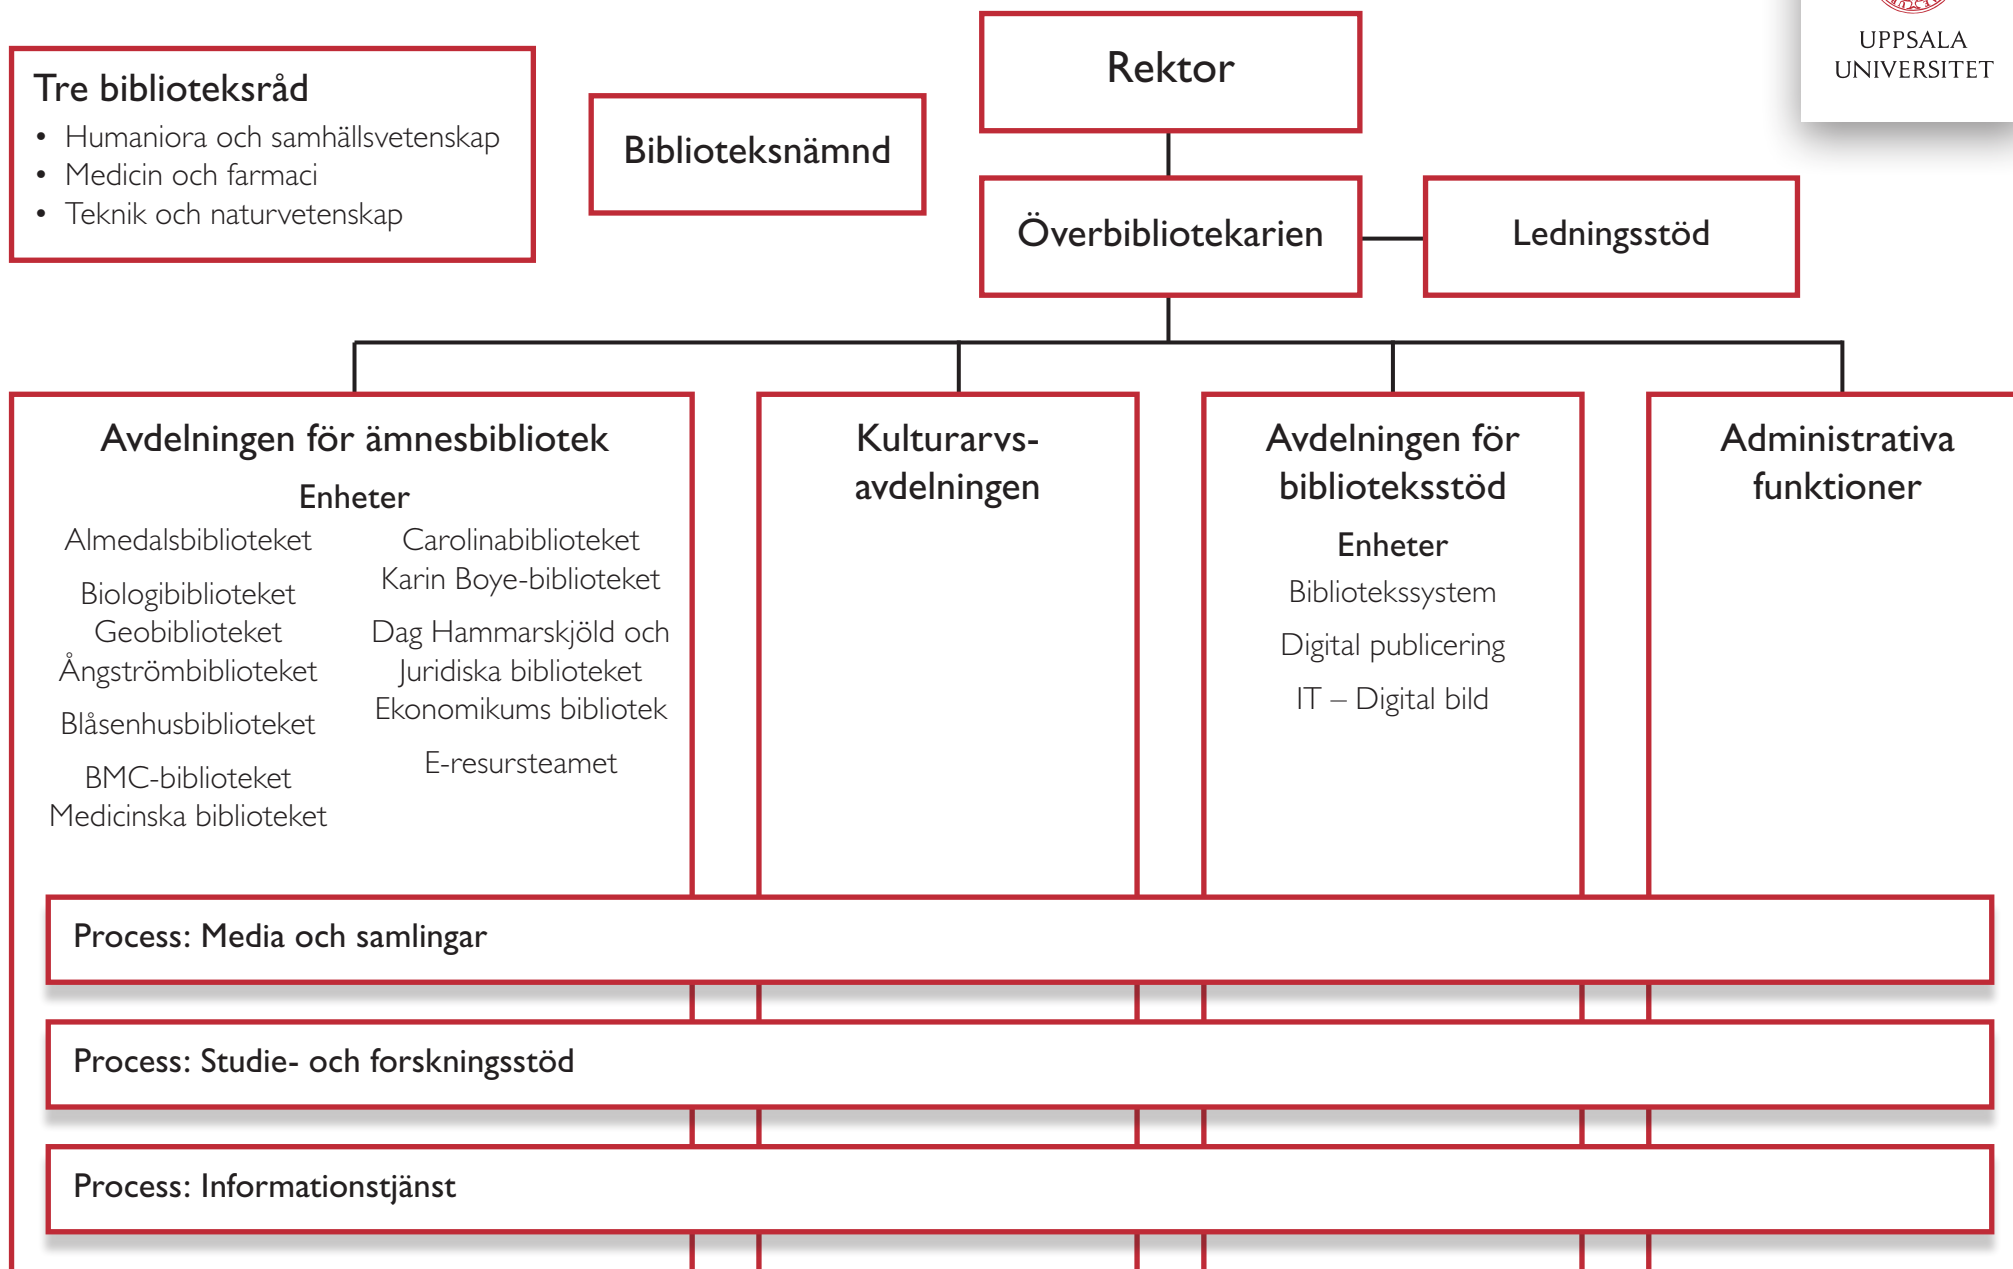 UPPSALA
UNIVERSITET
Tre biblioteksråd
• Humaniora och samhällsvetenskap
• Medicin och farmaci
• Teknik och naturvetenskap
Biblioteksnämnd
Rektor
Överbibliotekarien
Ledningsstöd
Avdelningen för ämnesbibliotek
Enheter
Almedalsbiblioteket
Biologibiblioteket
Geobiblioteket
Ångströmbiblioteket
Blåsenhusbiblioteket
BMC-biblioteket
Medicinska biblioteket
Carolinabiblioteket
Karin Boye-biblioteket
Dag Hammarskjöld och
Juridiska biblioteket
Ekonomikums bibliotek
E-resursteamet
Kulturarvs-
avdelningen
Avdelningen för
biblioteksstöd
Enheter
Bibliotekssystem
Digital publicering
IT – Digital bild
Administrativa
funktioner
Process: Media och samlingar
Process: Studie- och forskningsstöd
Process: Informationstjänst